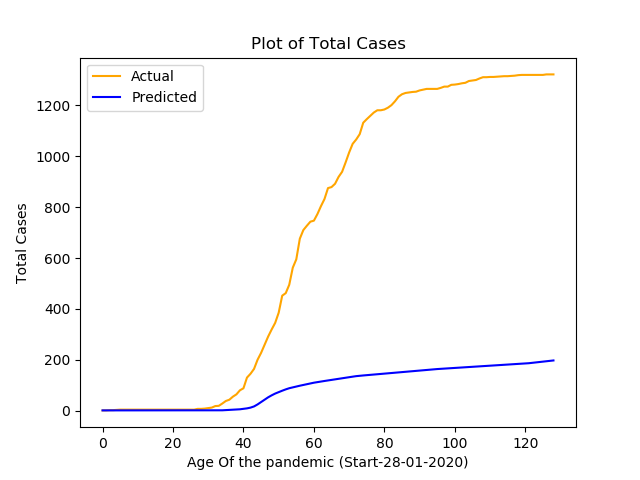 Plot of Total Cases
Actual
Predicted
1200
1000
800
600
400
200
0
Total Cases
0 20 40 60 80 100 120
Age Of the pandemic (Start-28-01-2020)